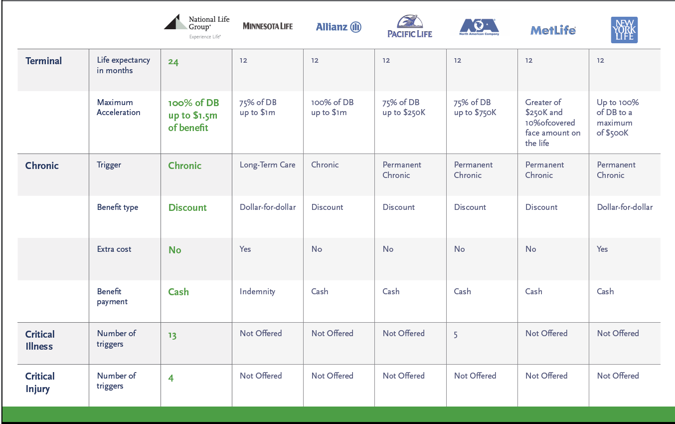 National Life Group®
Experience Life®
MINNESOTA LIFE
Allianz
PACIFIC LIFE
North American Company
MetLife
NEW YORK LIFE
Terminal
Life expectancy in months
24
12
12
12
12
12
12
Maximum Acceleration
100% of DB up to $1.5m of benefit
75% of DB up to $1m
100% of DB up to $1m
75% of DB up to $250K
75% of DB up to $750K
Greater of $250K and 10%ofcovered face amount on the life
Up to 100% of DB to a maximum of $500K
Chronic
Trigger
Chronic
Long-Term Care
Chronic
Permanent Chronic
Permanent Chronic
Permanent Chronic
Permanent Chronic
Benefit type
Discount
Dollar-for-dollar
Discount
Discount
Discount
Discount
Dollar-for-dollar
Extra cost
No
Yes
No
No
No
No
Yes
Benefit payment
Cash
Indemnity
Cash
Cash
Cash
Cash
Cash
Critical Illness
Number of triggers
13
Not Offered
Not Offered
Not Offered
5
Not Offered
Not Offered
Critical Injury
Number of triggers
4
Not Offered
Not Offered
Not Offered
Not Offered
Not Offered
Not Offered